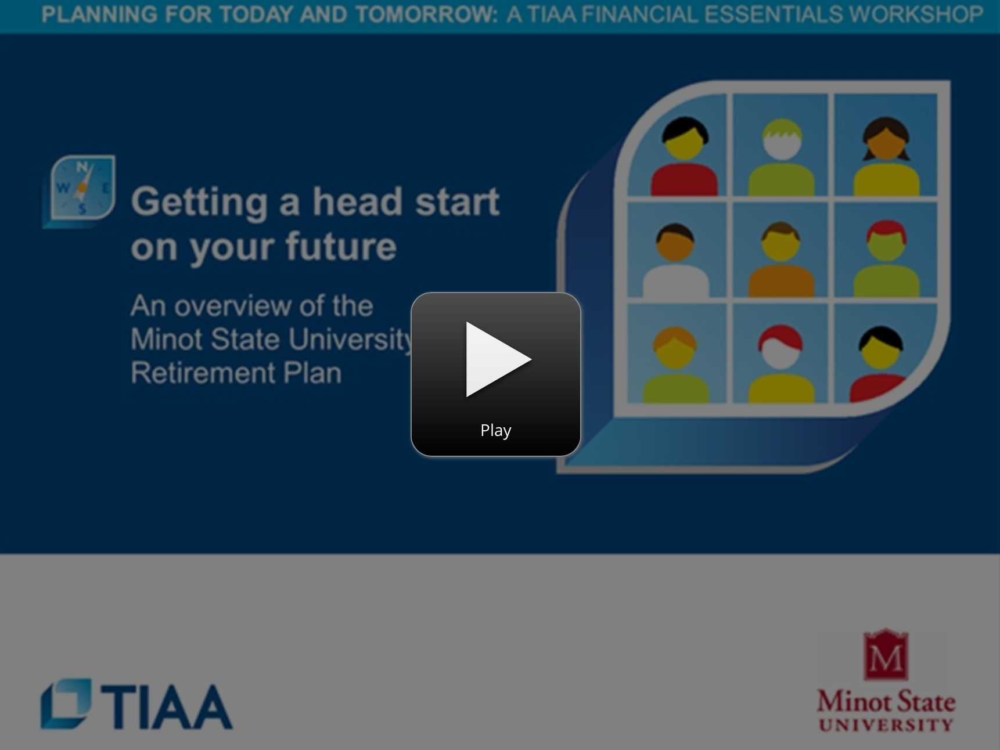 PLANNING FOR TODAY AND TOMORROW: A TIAA FINANCIAL ESSENTIALS WORKSHOP
N
W E
S
Getting a head start
on your future
An overview of the
Minot State University
Retirement Plan
Play
TIAA
M
Minot State
UNIVERSITY